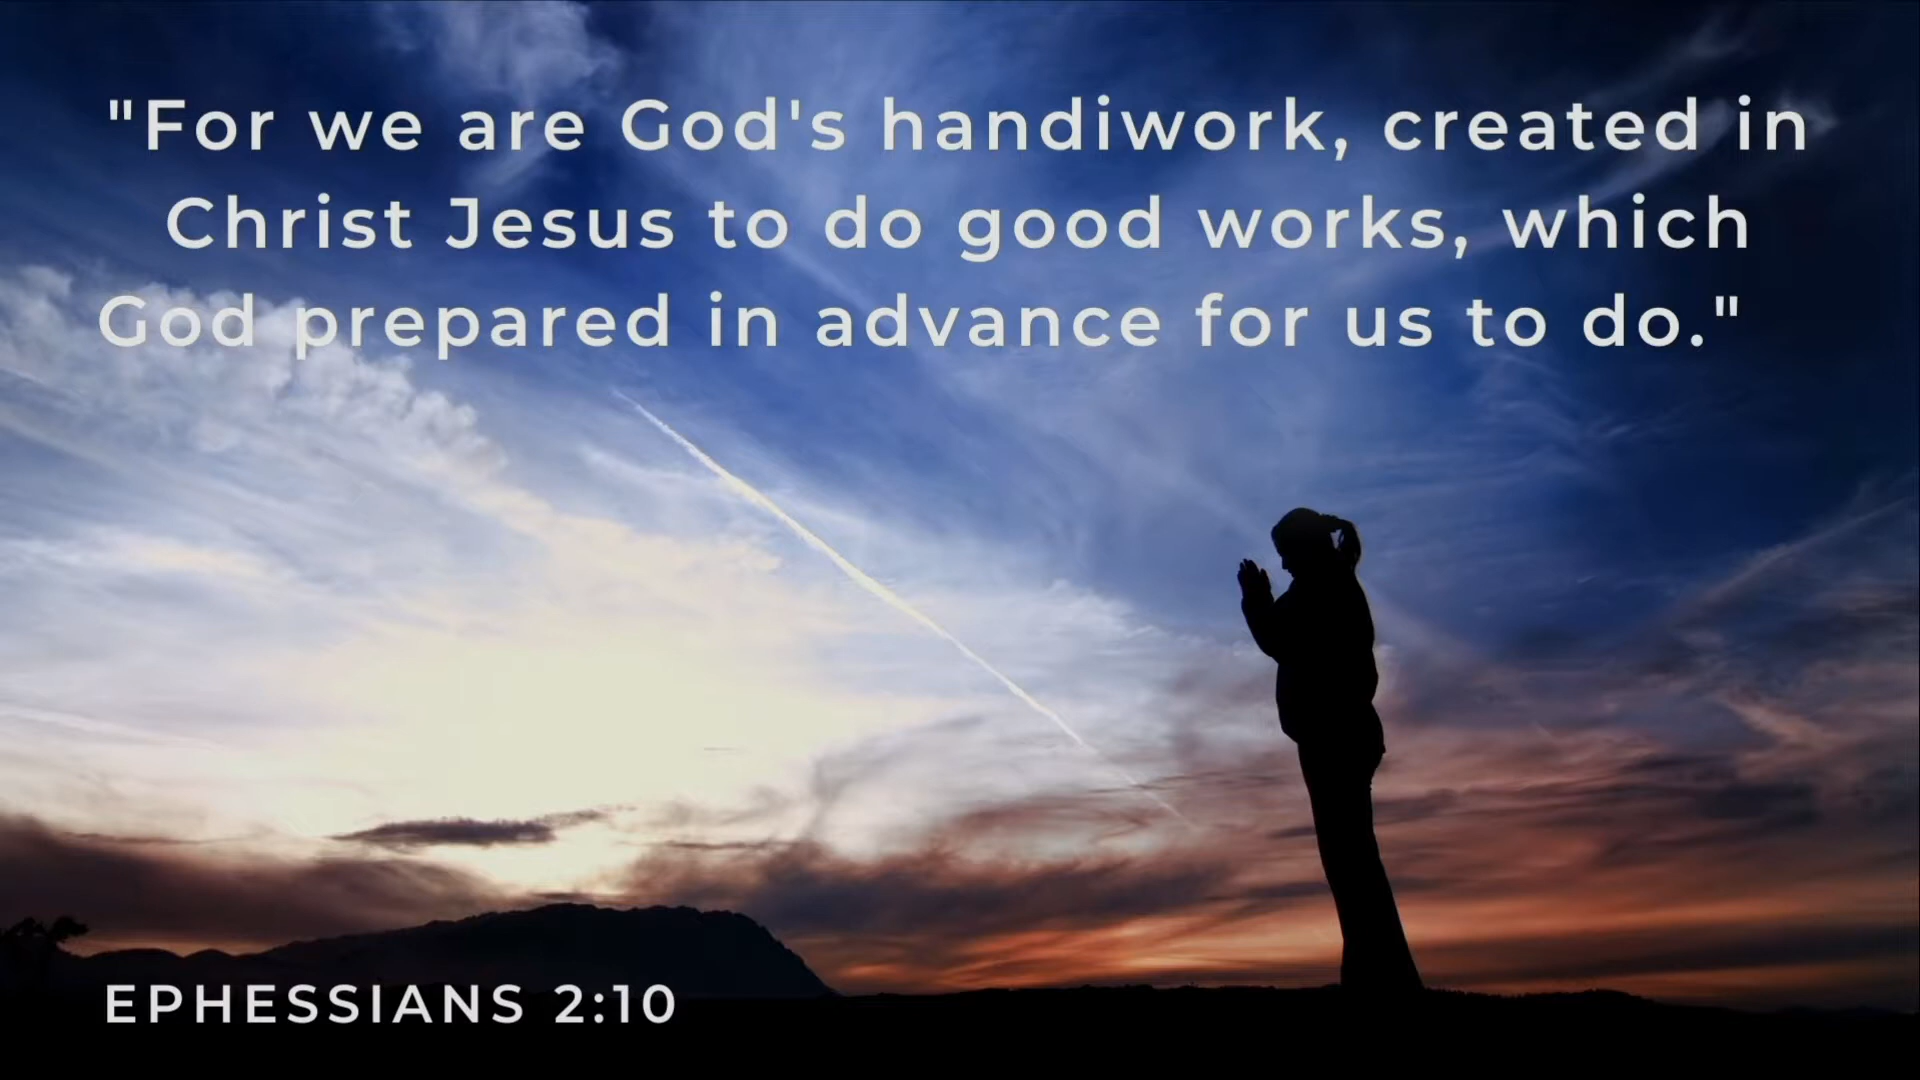 "For we are God's handiwork, created in
Christ Jesus to do good works, which
God prepared in advance for us to do."
EPHESSIANS 2:10